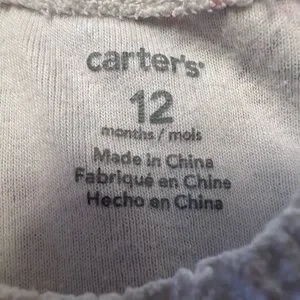 carter's
12
months / mois
Made in China
Fabriqué en Chine
Hecho en China